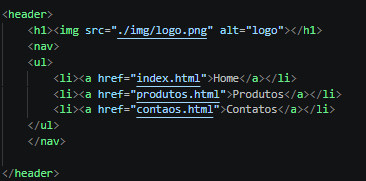 <header>
<h1><img src="./img/logo.png" alt="logo"></h1>
<nav>
<ul>
<li><a href="index.html">Home</a></li>
<li><a href="produtos.html">Produtos</a></li>
<li><a href="contaos.html">Contatos</a></li>
</ul>
</nav>
</header>